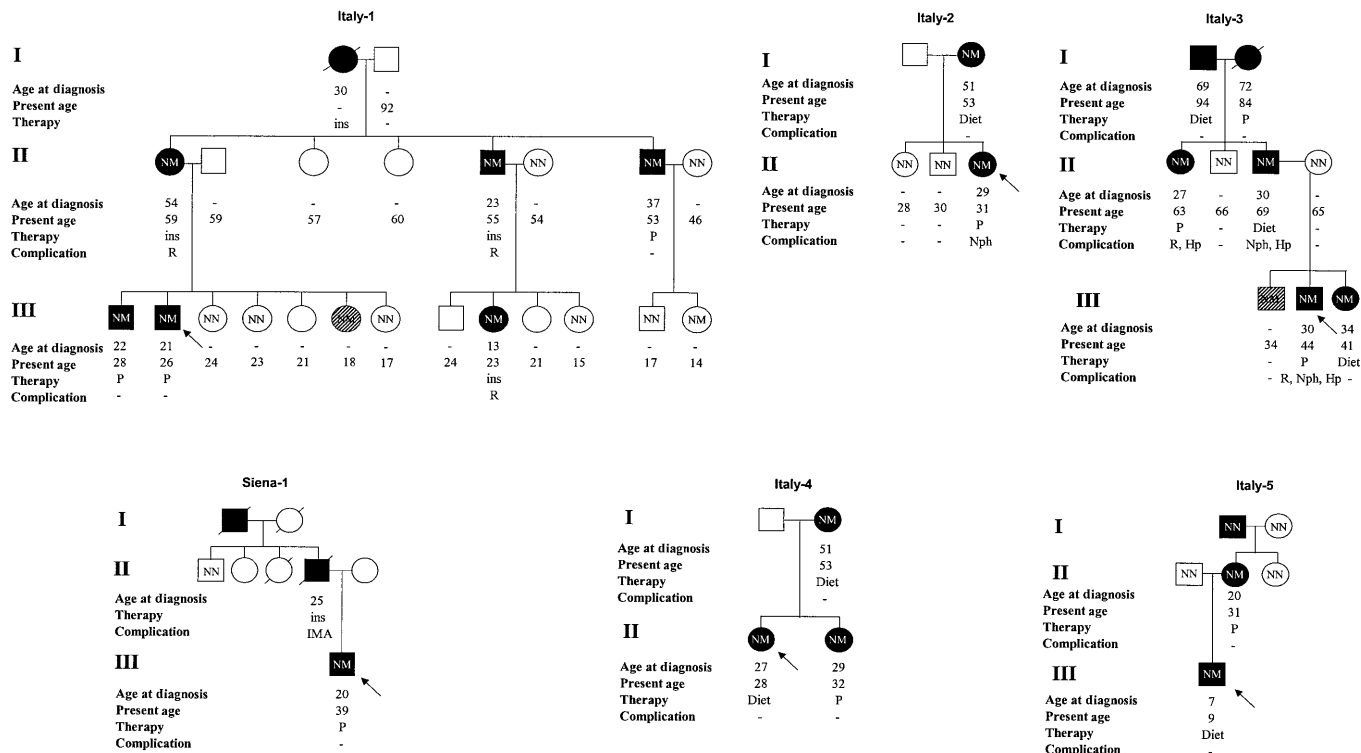 Italy-1
I
Age at diagnosis 30 -
Present age - 92
Therapy ins -
II
NM NM NM NN
NN
Age at diagnosis 54 - - - 23 - 37 -
Present age 59 59 57 60 55 54 53 46
Therapy ins ins P
Complication R R -
III
NM NM NN NN NM NN NM NN NN NM
Age at diagnosis 22 21 - - - - - - 13 - - - -
Present age 28 26 24 23 21 18 17 24 23 21 15 17 14
Therapy P P ins
Complication - - R
Italy-2
I
NM
Age at diagnosis 51
Present age 53
Therapy Diet
Complication -
II
NN NN NM
Age at diagnosis - - 29
Present age 28 30 31
Therapy - - P
Complication - - Nph
Italy-3
I
Age at diagnosis 69 72
Present age 94 84
Therapy Diet P
Complication - -
II
NM NN NM NN
Age at diagnosis 27 - 30 -
Present age 63 66 69 65
Therapy P - Diet -
Complication R, Hp - Nph, Hp -
III
NM NM NM
Age at diagnosis - 30 34
Present age 34 44 41
Therapy - P Diet
Complication - R, Nph, Hp -
Siena-1
I
II
NN
Age at diagnosis 25
Therapy ins
Complication IMA
III
NM
Age at diagnosis 20
Present age 39
Therapy P
Complication -
Italy-4
I
NM
Age at diagnosis 51
Present age 53
Therapy Diet
Complication -
II
NM NM
Age at diagnosis 27 29
Present age 28 32
Therapy Diet P
Complication - -
Italy-5
I
NN NN
II
NN NM NN
Age at diagnosis 20
Present age 31
Therapy P
Complication -
III
NM
Age at diagnosis 7
Present age 9
Therapy Diet
Complication -